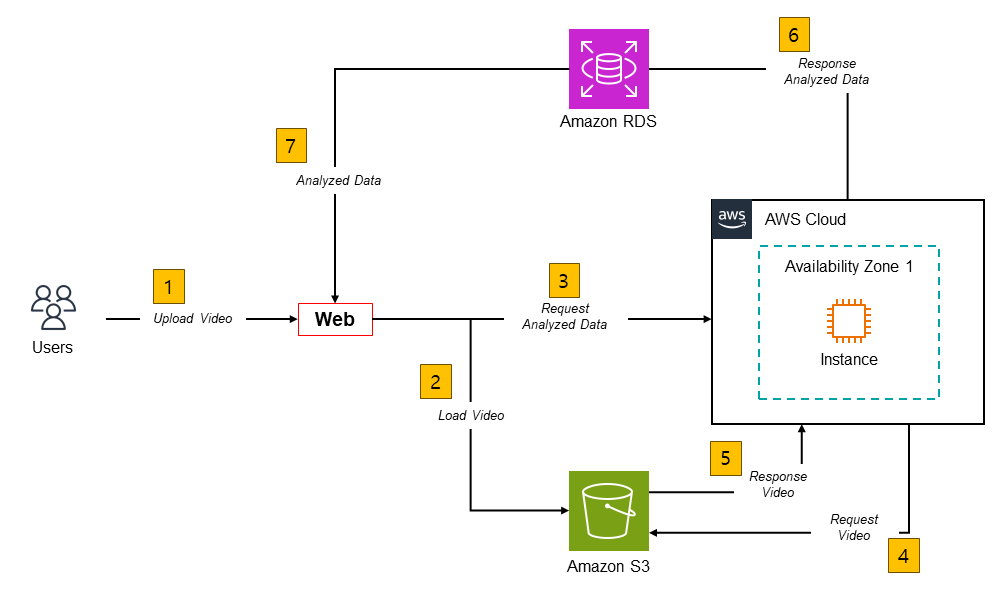 6
Response
Analyzed Data
Amazon RDS
7
Analyzed Data
aws
AWS Cloud
Availability Zone 1
Instance
1
Upload Video
Users
Web
3
Request
Analyzed Data
2
Load Video
5
Response
Video
Request
Video
4
Amazon S3